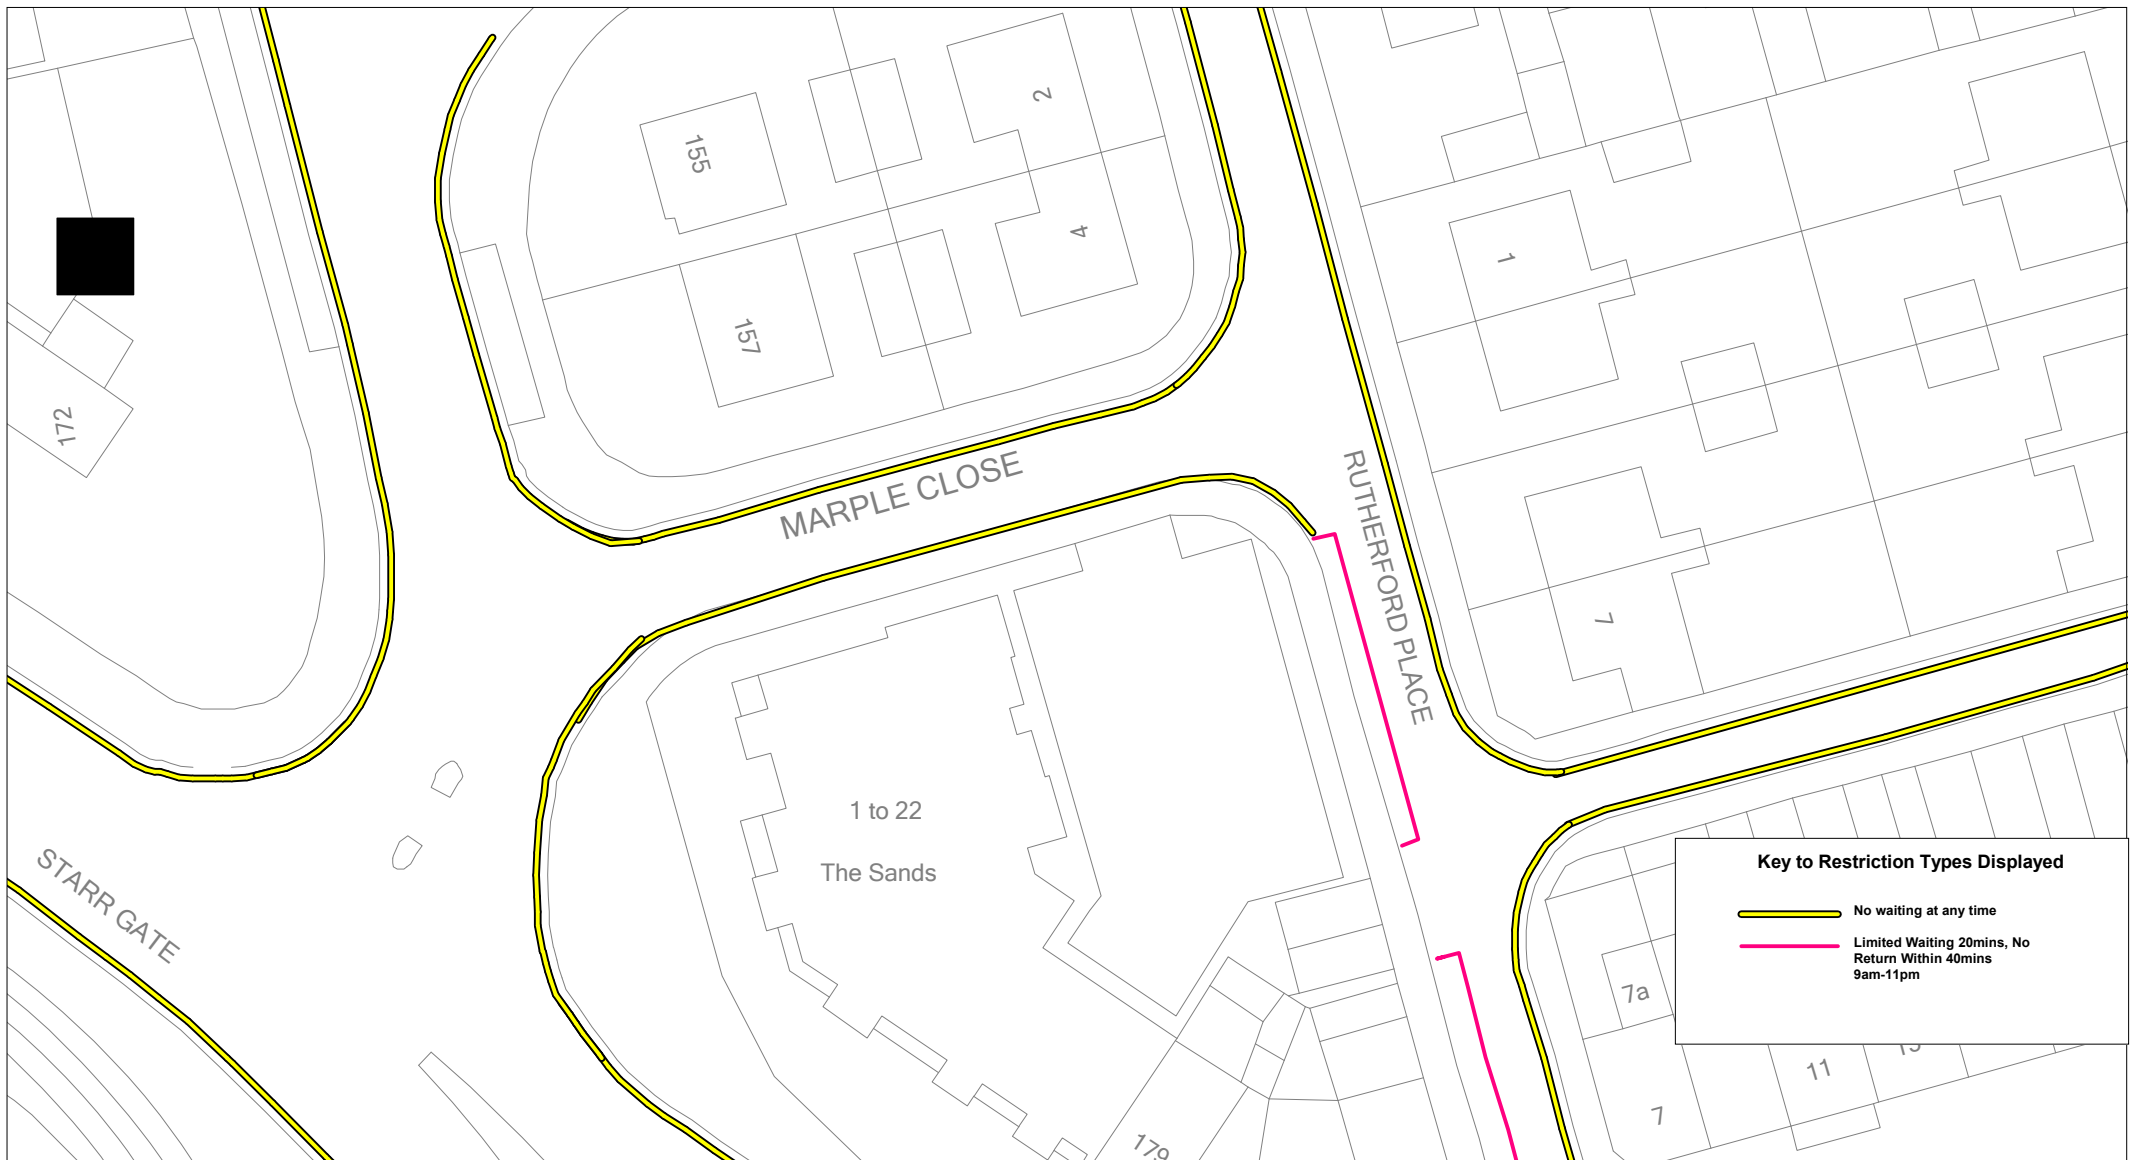 2
155
4
1
157
172
MARPLE CLOSE
RUTHERFORD PLACE
7
1 to 22
The Sands
STARR GATE
Key to Restriction Types Displayed
No waiting at any time
Limited Waiting 20mins, No
Return Within 40mins
9am-11pm
7a
11
7
179